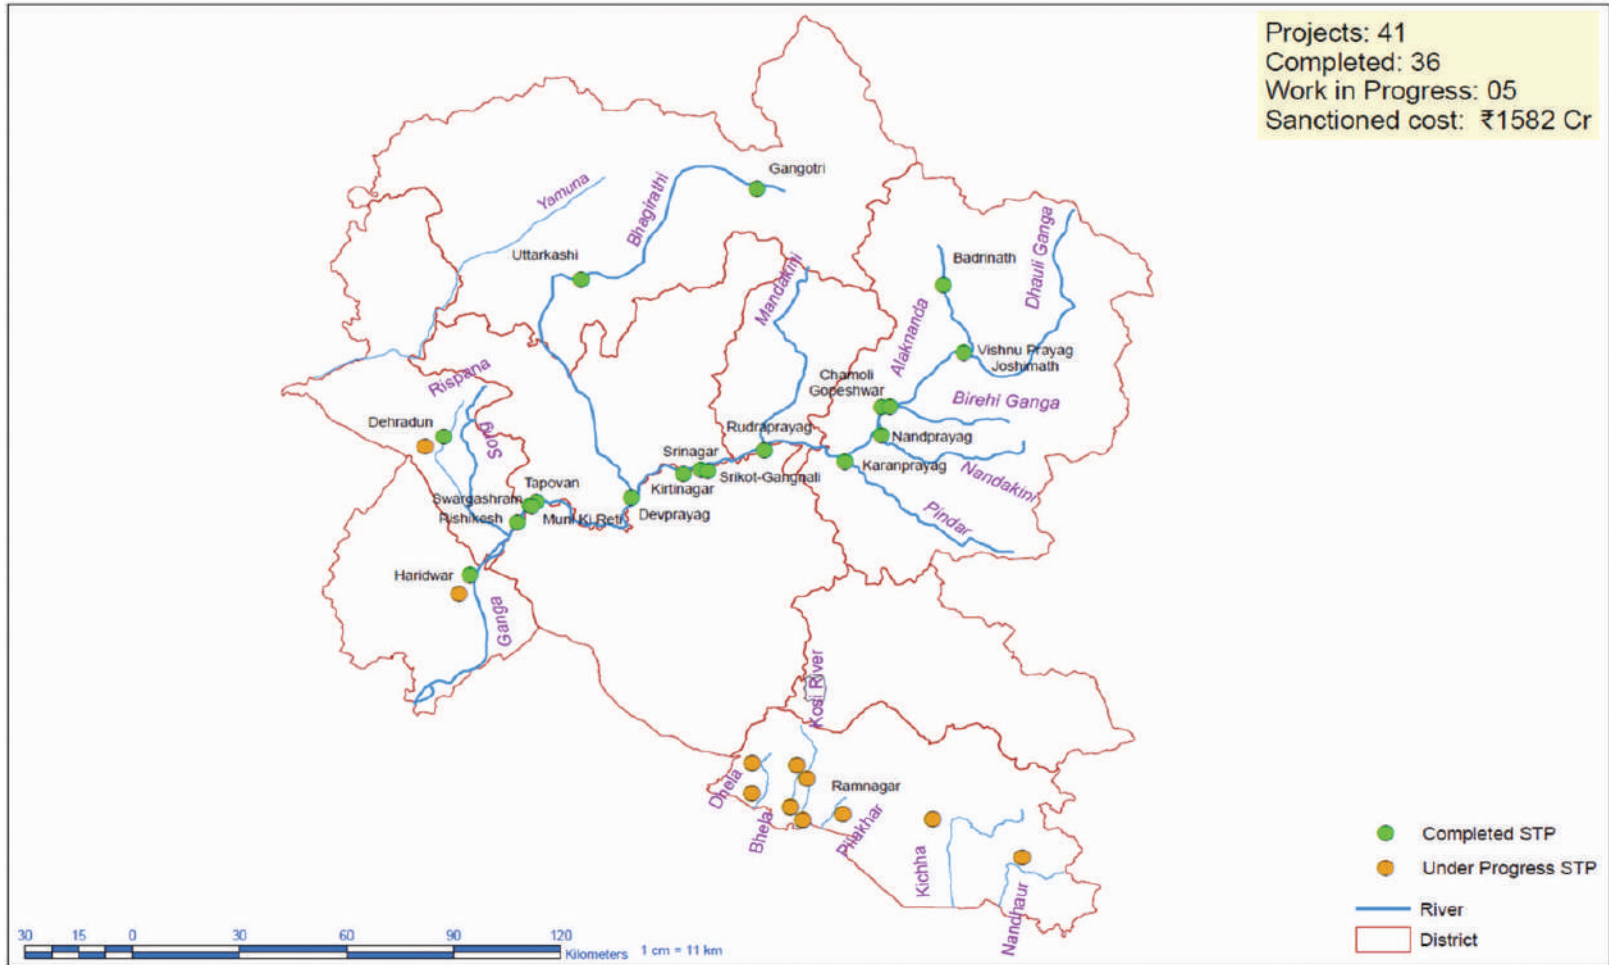 Projects: 41
Completed: 36
Work in Progress: 05
Sanctioned cost: ₹1582 Cr
Gangotri
Yamuna
Bhagirathi
Uttarkashi
Mandakini
Badrinath
Dhauli Ganga
Alaknanda
Vishnu Prayag
Joshimath
Rispana
Chamoli
Gopeshwar
Birehi Ganga
Dehradun
Song
Rudraprayag
Nandprayag
Srinagar
Karanprayag
Srikot-Gangnali
Nandakini
Tapovan
Kirtinagar
Swargashram
Devprayag
Rishikesh
Muni Ki Reti
Pindar
Haridwar
Ganga
Kosi River
Dhela
Ramnagar
Bhela
Pilakhar
Kichha
Nandhaur
Completed STP
Under Progress STP
River
District
30 15 0 30 60 90 120
Kilometers
1 cm = 11 km